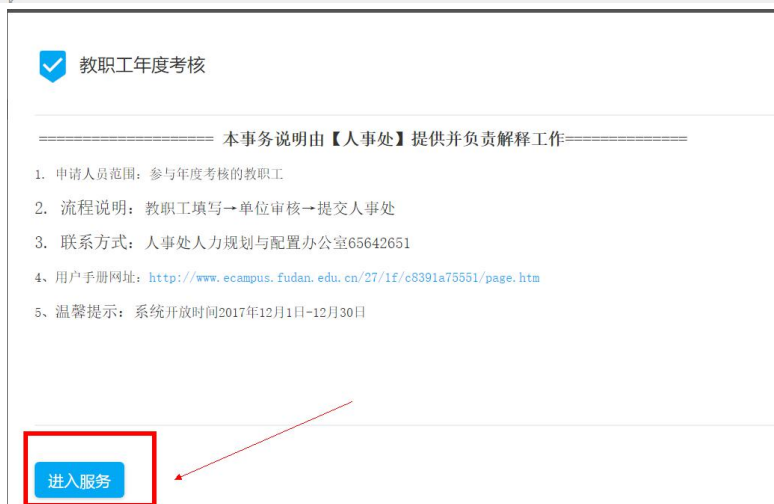 教职工年度考核
==================== 本事务说明由【人事处】提供并负责解释工作==============
1. 申请人员范围：参与年度考核的教职工
2. 流程说明：教职工填写→单位审核→提交人事处
3. 联系方式：人事处人力规划与配置办公室65642651
4、用户手册网址：http://www.ecampus.fudan.edu.cn/27/1f/c8391a75551/page.htm
5、温馨提示：系统开放时间2017年12月1日-12月30日
进入服务